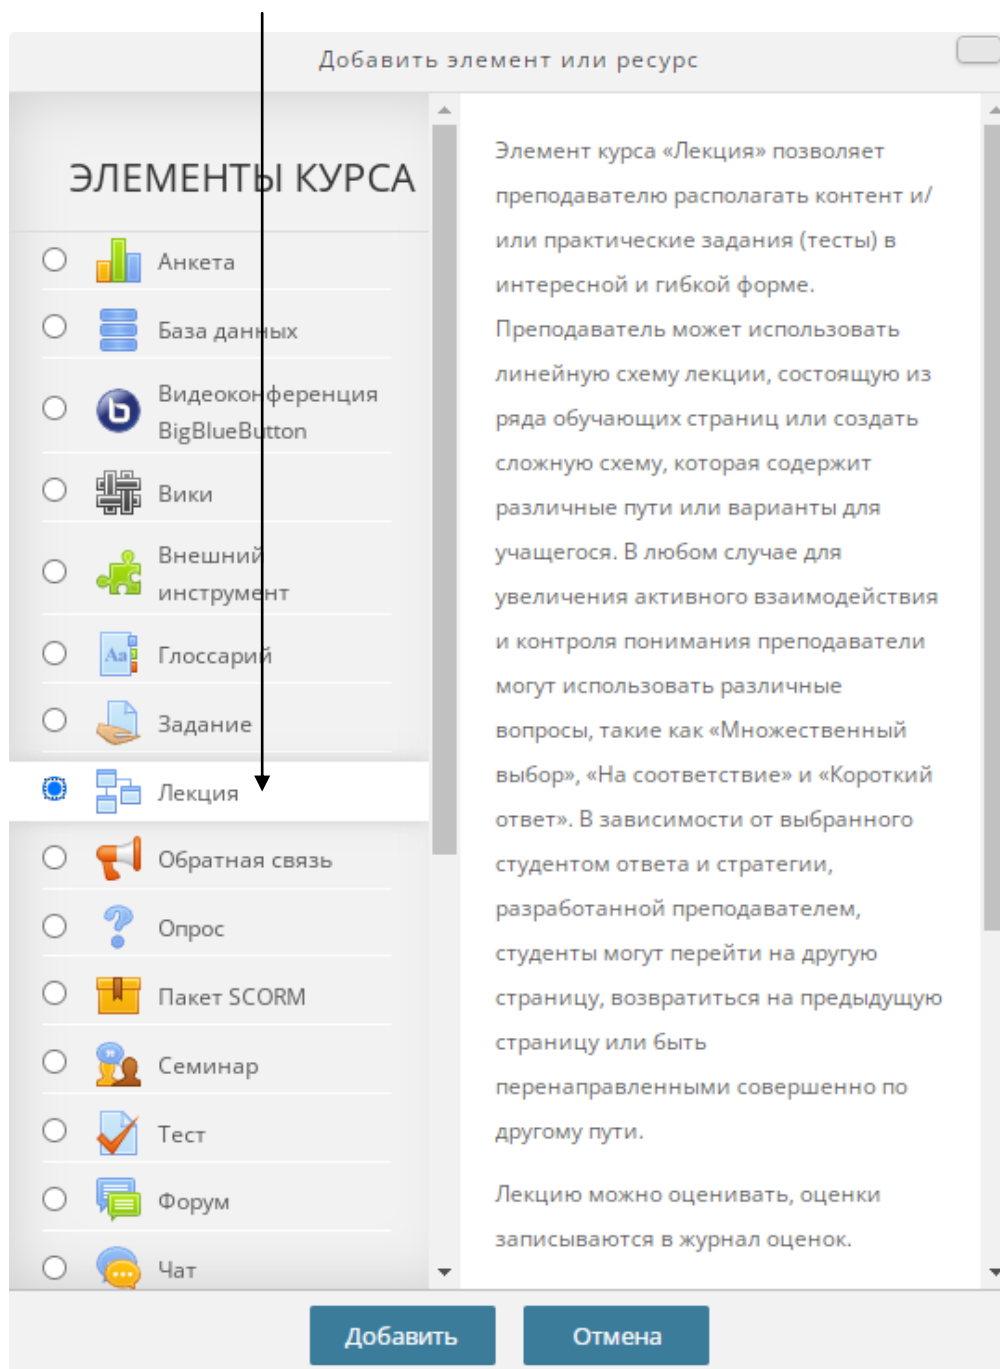 Добавить элемент или ресурс
ЭЛЕМЕНТЫ КУРСА
Анкета
База данных
Видеоконференция
BigBlueButton
Вики
Внешний
инструмент
Глоссарий
Задание
Лекция
Обратная связь
Опрос
Пакет SCORM
Семинар
Тест
Форум
Чат
Элемент курса «Лекция» позволяет
преподавателю располагать контент и/
или практические задания (тесты) в
интересной и гибкой форме.
Преподаватель может использовать
линейную схему лекции, состоящую из
ряда обучающих страниц или создать
сложную схему, которая содержит
различные пути или варианты для
учащегося. В любом случае для
увеличения активного взаимодействия
и контроля понимания преподаватели
могут использовать различные
вопросы, такие как «Множественный
выбор», «На соответствие» и «Короткий
ответ». В зависимости от выбранного
студентом ответа и стратегии,
разработанной преподавателем,
студенты могут перейти на другую
страницу, возвратиться на предыдущую
страницу или быть
перенаправленными совершенно по
другому пути.
Лекцию можно оценивать, оценки
записываются в журнал оценок.
Добавить
Отмена